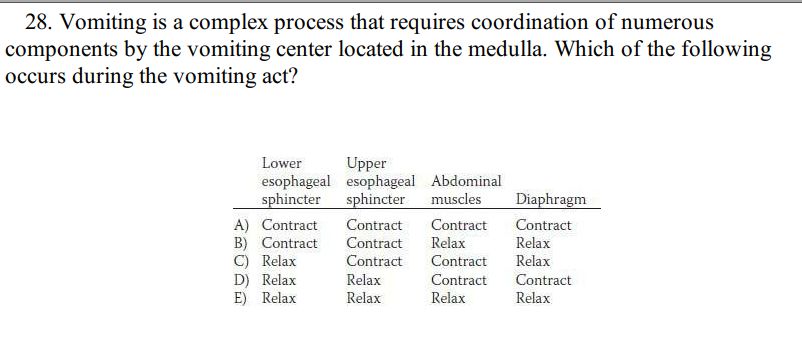 28. Vomiting is a complex process that requires coordination of numerous
components by the vomiting center located in the medulla. Which of the following
occurs during the vomiting act?
Lower Upper
esophageal esophageal Abdominal
sphincter sphincter muscles Diaphragm
A) Contract Contract Contract Contract
B) Contract Contract Relax Relax
C) Relax Contract Contract Relax
D) Relax Relax Contract Contract
E) Relax Relax Relax Relax